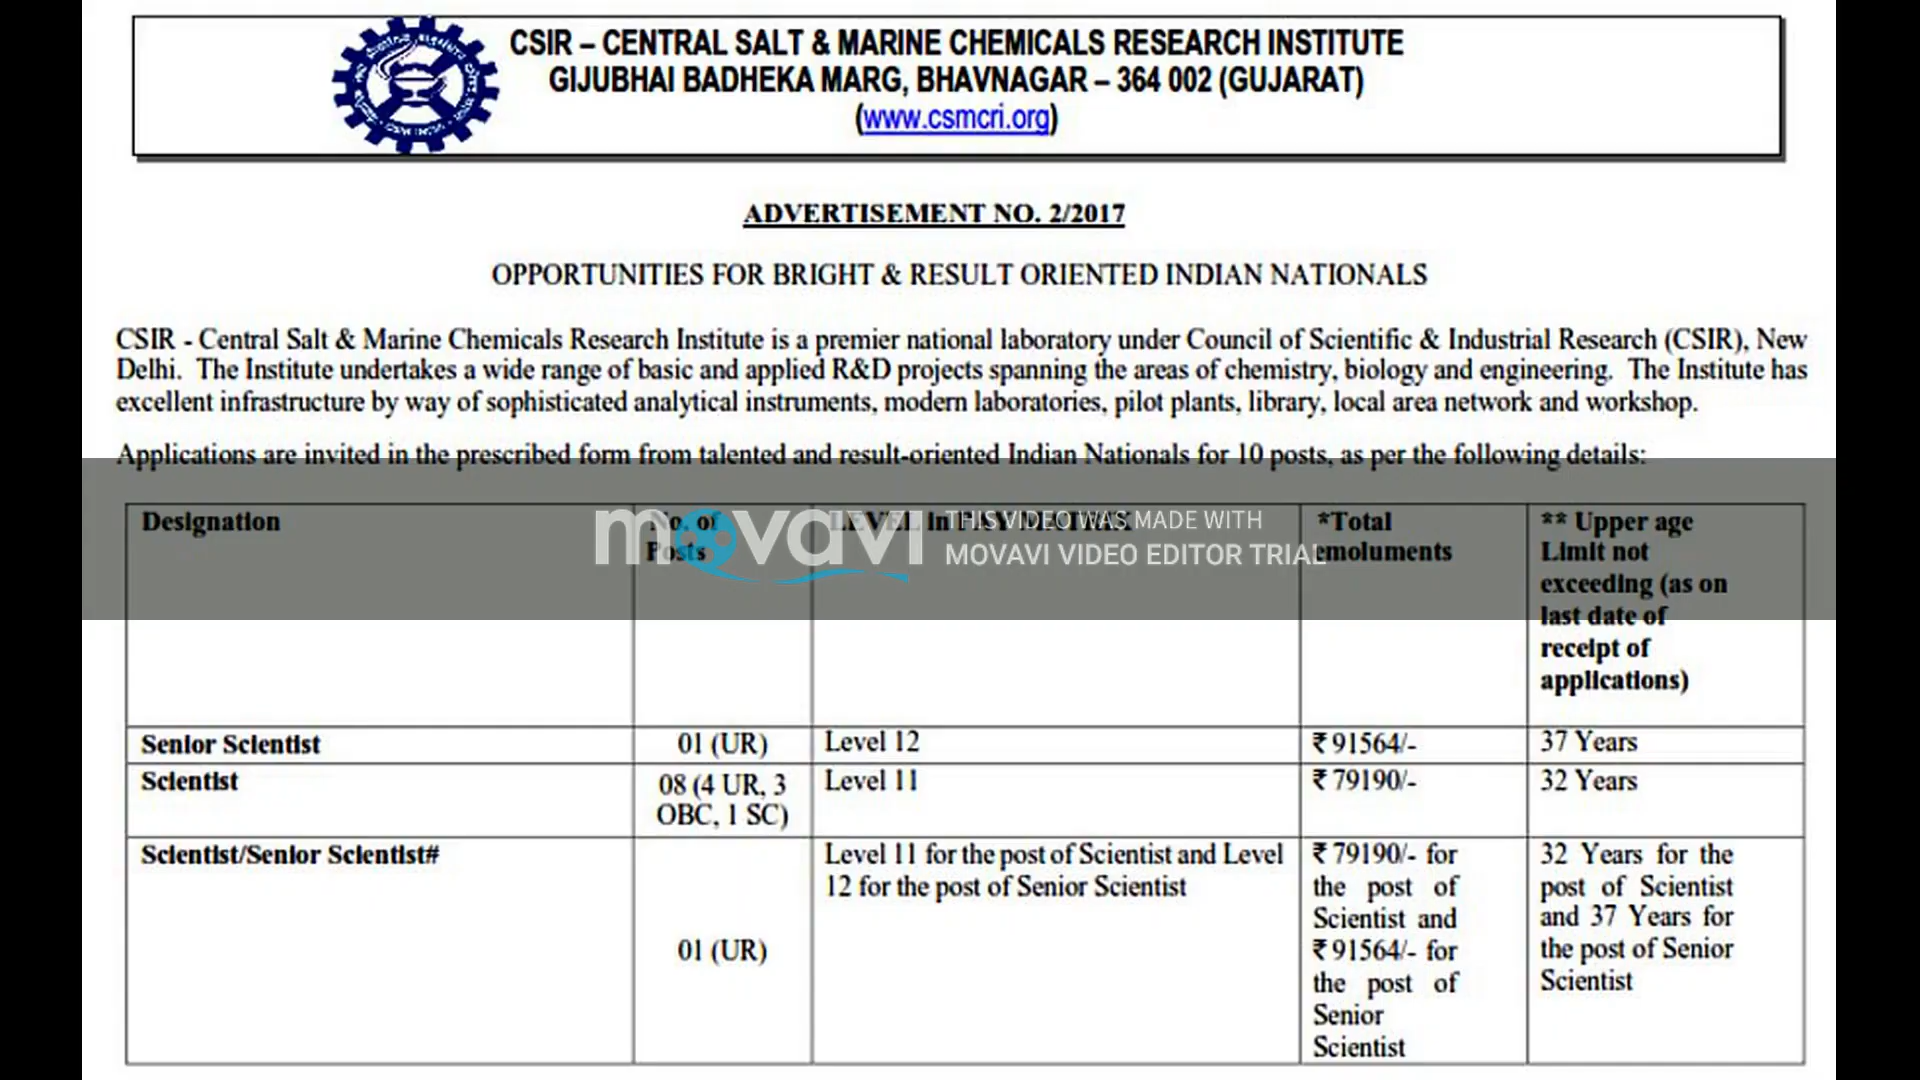 CSIR – CENTRAL SALT & MARINE CHEMICALS RESEARCH INSTITUTE
GIJUBHAI BADHEKA MARG, BHAVNAGAR – 364 002 (GUJARAT)
(www.csmcri.org)
ADVERTISEMENT NO. 2/2017
OPPORTUNITIES FOR BRIGHT & RESULT ORIENTED INDIAN NATIONALS
CSIR - Central Salt & Marine Chemicals Research Institute is a premier national laboratory under Council of Scientific & Industrial Research (CSIR), New
Delhi. The Institute undertakes a wide range of basic and applied R&D projects spanning the areas of chemistry, biology and engineering. The Institute has
excellent infrastructure by way of sophisticated analytical instruments, modern laboratories, pilot plants, library, local area network and workshop.
Applications are invited in the prescribed form from talented and result-oriented Indian Nationals for 10 posts, as per the following details:
Designation
No. of
Posts
LEVEL in PAY MATRIX
*Total
emoluments
** Upper age
Limit not
exceeding (as on
last date of
receipt of
applications)
movavi
THIS VIDEO WAS MADE WITH
MOVAVI VIDEO EDITOR TRIAL
Senior Scientist
01 (UR)
Level 12
₹ 91564/-
37 Years
Scientist
08 (4 UR, 3
OBC, 1 SC)
Level 11
₹ 79190/-
32 Years
Scientist/Senior Scientist#
01 (UR)
Level 11 for the post of Scientist and Level
12 for the post of Senior Scientist
₹ 79190/- for
the post of
Scientist and
₹ 91564/- for
the post of
Senior
Scientist
32 Years for the
post of Scientist
and 37 Years for
the post of Senior
Scientist